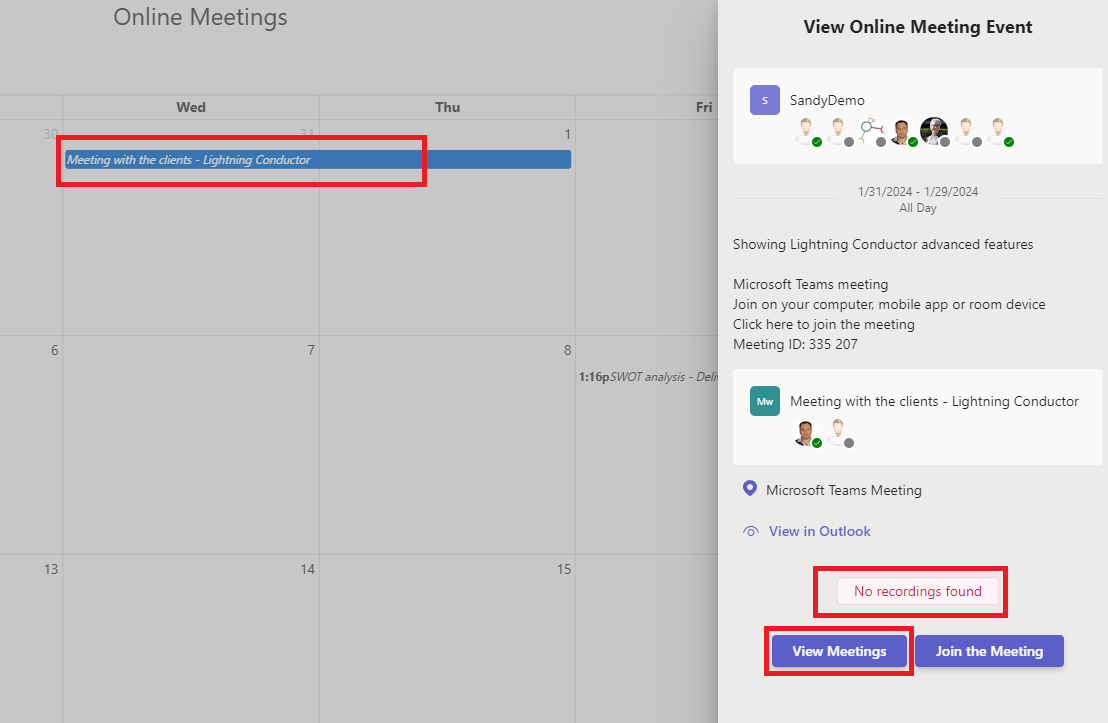 Online Meetings
Wed
Thu
Fri
30
31
1
Meeting with the clients - Lightning Conductor
6
7
8
1:16pSWOT analysis - Deli
13
14
15
View Online Meeting Event
S
SandyDemo
1/31/2024 - 1/29/2024
All Day
Showing Lightning Conductor advanced features
Microsoft Teams meeting
Join on your computer, mobile app or room device
Click here to join the meeting
Meeting ID: 335 207
Mw
Meeting with the clients - Lightning Conductor
Microsoft Teams Meeting
View in Outlook
No recordings found
View Meetings
Join the Meeting